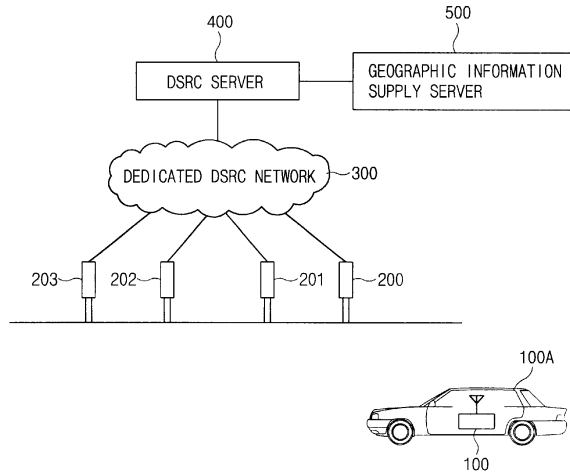 400
500
DSRC SERVER
GEOGRAPHIC INFORMATION
SUPPLY SERVER
DEDICATED DSRC NETWORK
300
203
202
201
200
100A
100